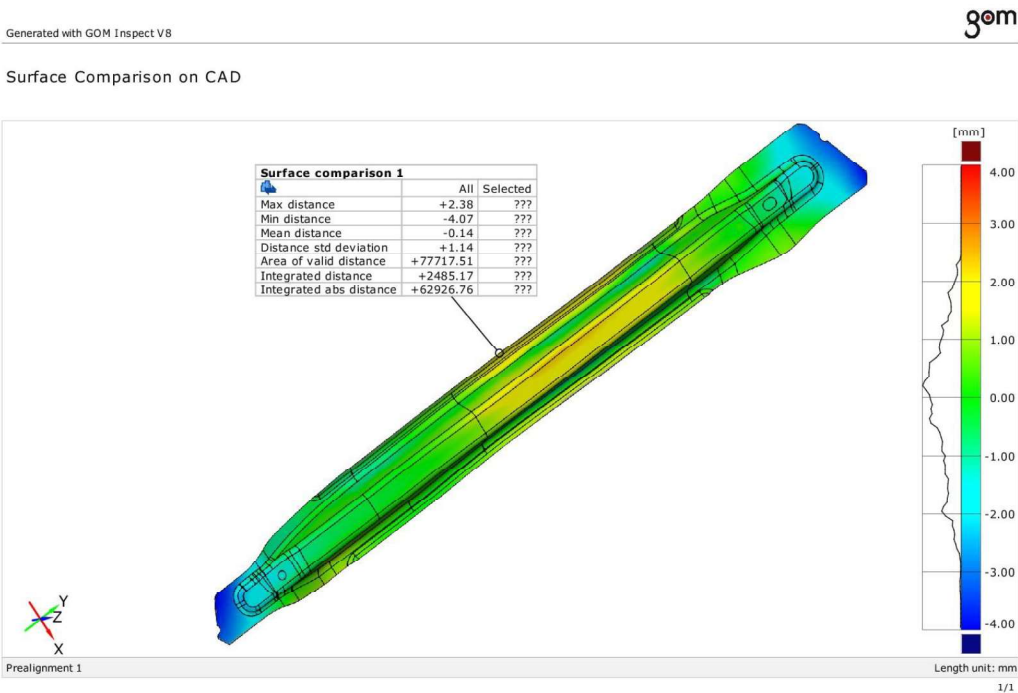 gom
Generated with GOM Inspect V8
Surface Comparison on CAD
[mm]
Surface comparison 1
All Selected
Max distance +2.38 ???
Min distance -4.07 ???
Mean distance -0.14 ???
Distance std deviation +1.14 ???
Area of valid distance +77717.51 ???
Integrated distance +2485.17 ???
Integrated abs distance +62926.76 ???
4.00
3.00
2.00
1.00
0.00
-1.00
-2.00
-3.00
-4.00
Y
Z
X
Prealignment 1
Length unit: mm
1/1